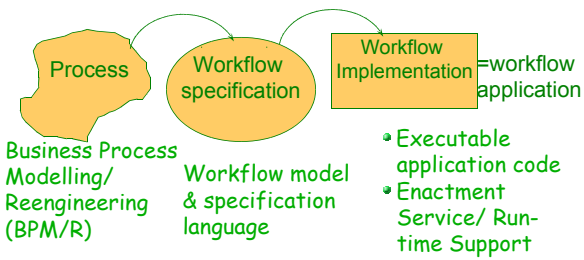 Process
Workflow
specification
Workflow
Implementation
=workflow
application
Business Process
Modelling/
Reengineering
(BPM/R)
Workflow model
& specification
language
Executable
application code
Enactment
Service/ Run-
time Support